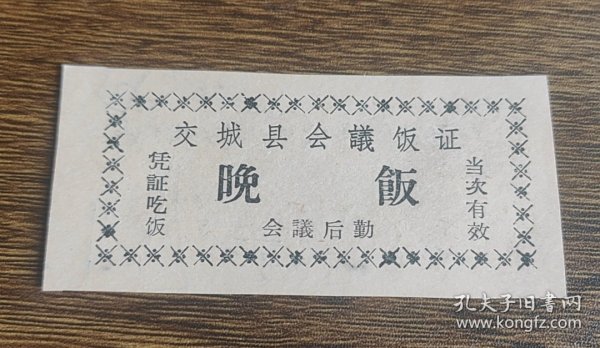 交城县会議饭证
凭証吃饭
晚飯
当次有效
会議后勤
孔夫子旧書网
www.kongfz.com